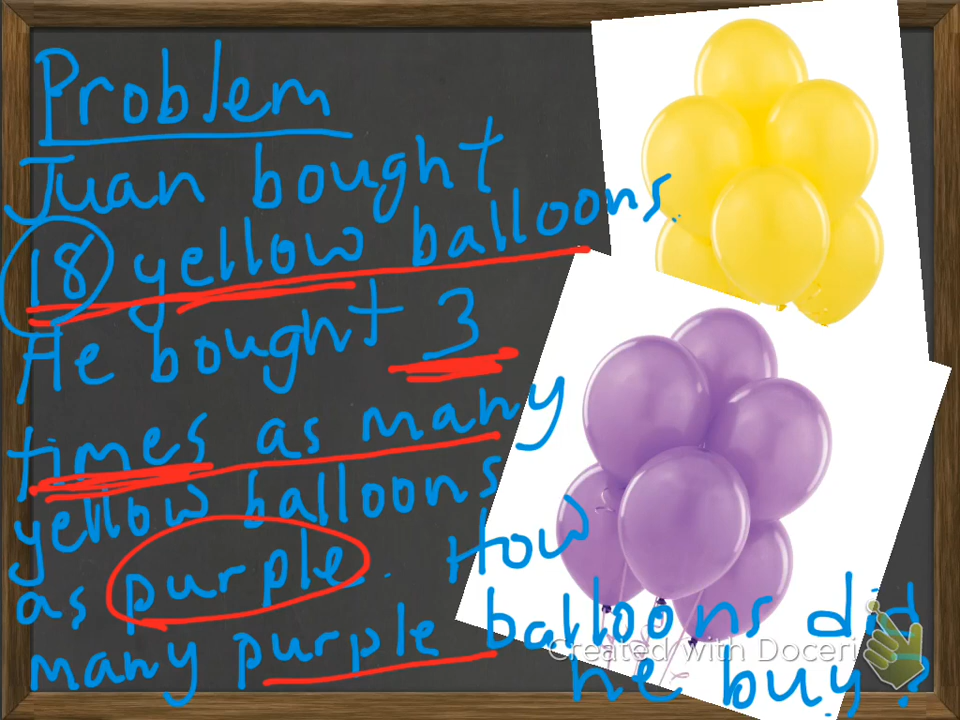 Problem
Juan bought
18 yellow balloons.
He bought 3
times as many
yellow balloons
as purple. How
many purple balloons did
he buy?
Created with Doceri